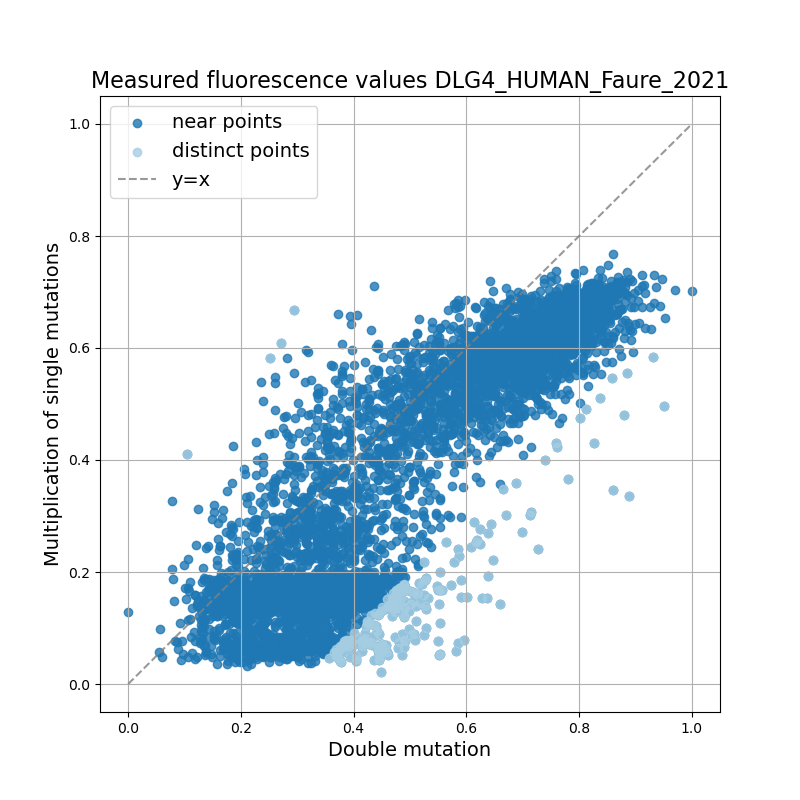 Measured fluorescence values DLG4_HUMAN_Faure_2021
near points
distinct points
y=x
Multiplication of single mutations
1.0
0.8
0.6
0.4
0.2
0.0
0.0 0.2 0.4 0.6 0.8 1.0
Double mutation